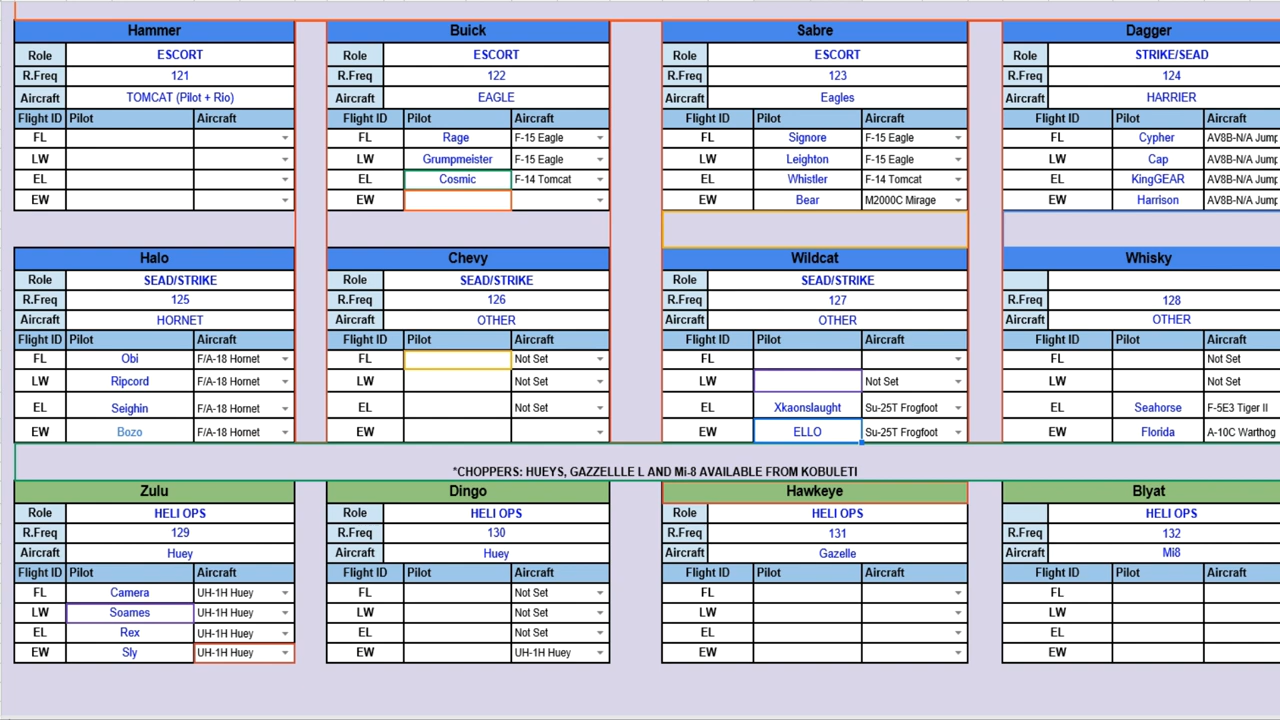 Hammer Buick Sabre Dagger
Role ESCORT Role ESCORT Role ESCORT Role STRIKE/SEAD
R.Freq 121 R.Freq 122 R.Freq 123 R.Freq 124
Aircraft TOMCAT (Pilot + Rio) Aircraft EAGLE Aircraft Eagles Aircraft HARRIER
Flight ID Pilot Aircraft Flight ID Pilot Aircraft Flight ID Pilot Aircraft Flight ID Pilot Aircraft
FL FL Rage F-15 Eagle FL Signore F-15 Eagle FL Cypher AV8B-N/A Jump
LW LW Grumpmeister F-15 Eagle LW Leighton F-15 Eagle LW Cap AV8B-N/A Jump
EL EL Cosmic F-14 Tomcat EL Whistler F-14 Tomcat EL KingGEAR AV8B-N/A Jump
EW EW EW Bear M2000C Mirage EW Harrison AV8B-N/A Jump
Halo Chevy Wildcat Whisky
Role SEAD/STRIKE Role SEAD/STRIKE Role SEAD/STRIKE
R.Freq 125 R.Freq 126 R.Freq 127 R.Freq 128
Aircraft HORNET Aircraft OTHER Aircraft OTHER Aircraft OTHER
Flight ID Pilot Aircraft Flight ID Pilot Aircraft Flight ID Pilot Aircraft Flight ID Pilot Aircraft
FL Obi F/A-18 Hornet FL Not Set FL FL Not Set
LW Ripcord F/A-18 Hornet LW Not Set LW Not Set LW Not Set
EL Seighin F/A-18 Hornet EL Not Set EL Xkaonslaught Su-25T Frogfoot EL Seahorse F-5E3 Tiger II
EW Bozo F/A-18 Hornet EW EW ELLO Su-25T Frogfoot EW Florida A-10C Warthog
*CHOPPERS: HUEYS, GAZZELLLE L AND Mi-8 AVAILABLE FROM KOBULETI
Zulu Dingo Hawkeye Blyat
Role HELI OPS Role HELI OPS Role HELI OPS HELI OPS
R.Freq 129 R.Freq 130 R.Freq 131 R.Freq 132
Aircraft Huey Aircraft Huey Aircraft Gazelle Aircraft Mi8
Flight ID Pilot Aircraft Flight ID Pilot Aircraft Flight ID Pilot Aircraft Flight ID Pilot Aircraft
FL Camera UH-1H Huey FL Not Set FL FL
LW Soames UH-1H Huey LW Not Set LW LW
EL Rex UH-1H Huey EL Not Set EL EL
EW Sly UH-1H Huey EW UH-1H Huey EW EW